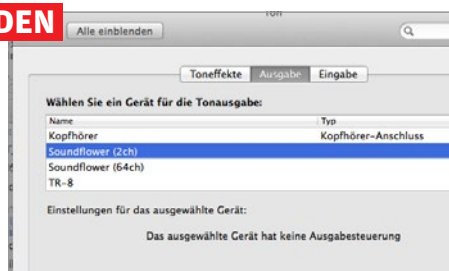 DEN
Ton
Alle einblenden
Toneffekte Ausgabe Eingabe
Wählen Sie ein Gerät für die Tonausgabe:
Name Typ
Kopfhörer Kopfhörer-Anschluss
Soundflower (2ch)
Soundflower (64ch)
TR-8
Einstellungen für das ausgewählte Gerät:
Das ausgewählte Gerät hat keine Ausgabesteuerung